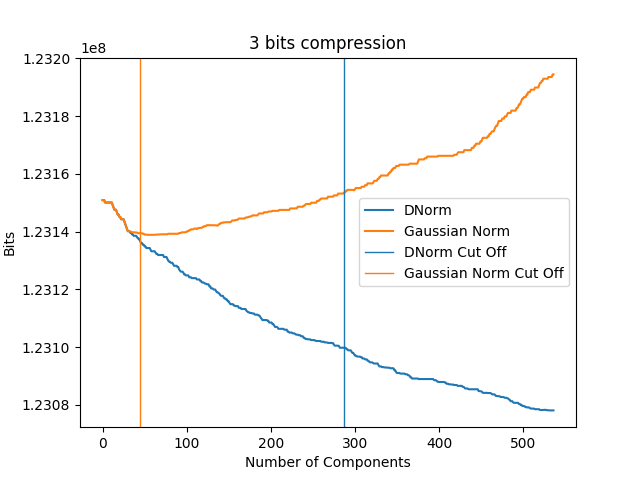 3 bits compression
1e8
1.2320
1.2318
1.2316
1.2314
1.2312
1.2310
1.2308
Bits
DNorm
Gaussian Norm
DNorm Cut Off
Gaussian Norm Cut Off
0 100 200 300 400 500
Number of Components